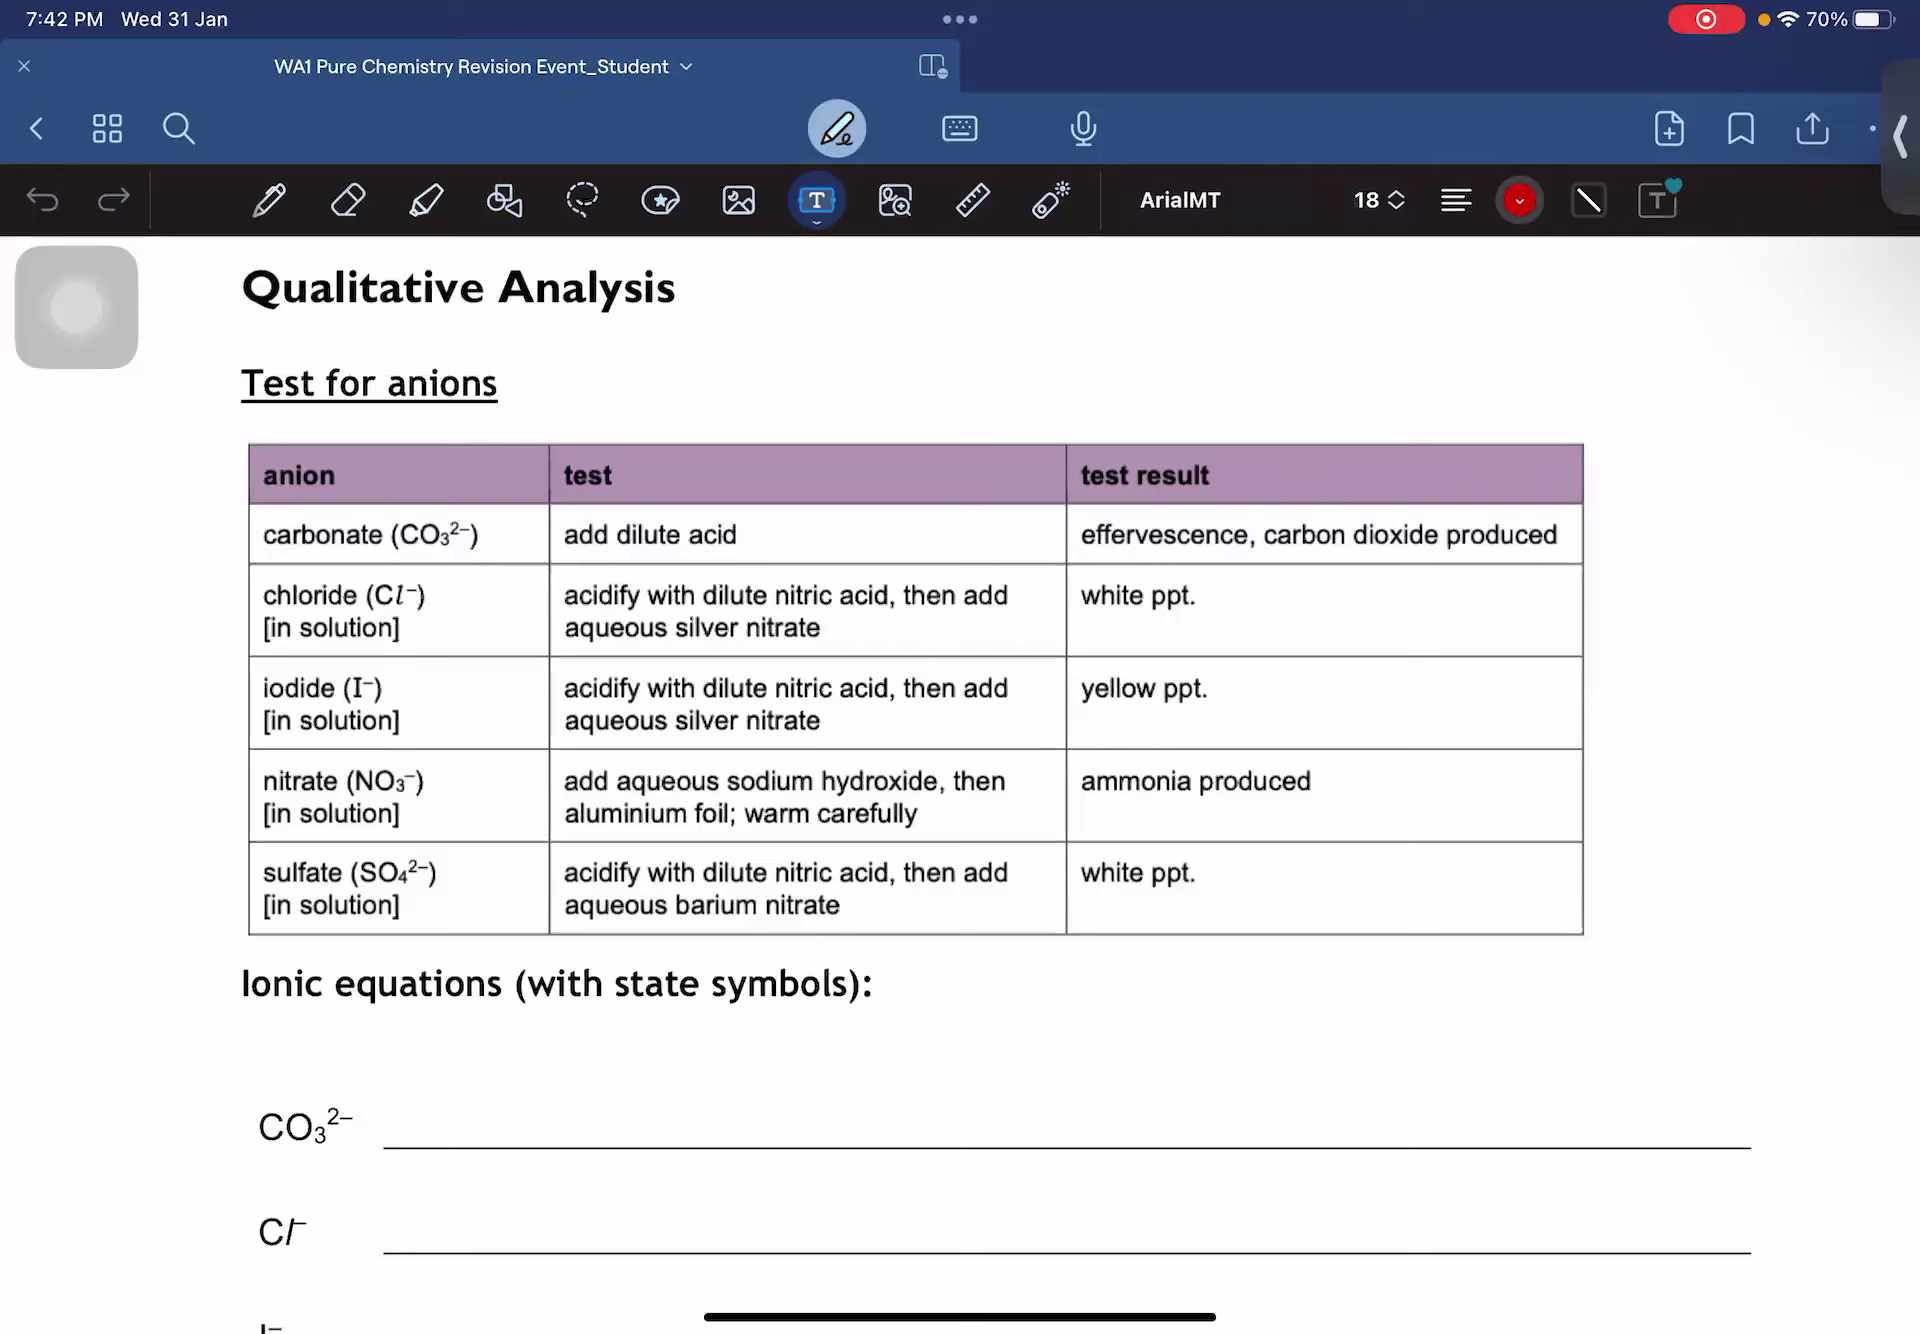 7:42 PM Wed 31 Jan
70%
WA1 Pure Chemistry Revision Event_Student
T
ArialMT
18
T
Qualitative Analysis
Test for anions
anion test test result
carbonate (CO₃²⁻) add dilute acid effervescence, carbon dioxide produced
chloride (Cl⁻) acidify with dilute nitric acid, then add white ppt.
[in solution] aqueous silver nitrate
iodide (I⁻) acidify with dilute nitric acid, then add yellow ppt.
[in solution] aqueous silver nitrate
nitrate (NO₃⁻) add aqueous sodium hydroxide, then ammonia produced
[in solution] aluminium foil; warm carefully
sulfate (SO₄²⁻) acidify with dilute nitric acid, then add white ppt.
[in solution] aqueous barium nitrate
Ionic equations (with state symbols):
CO₃²⁻
Cl⁻